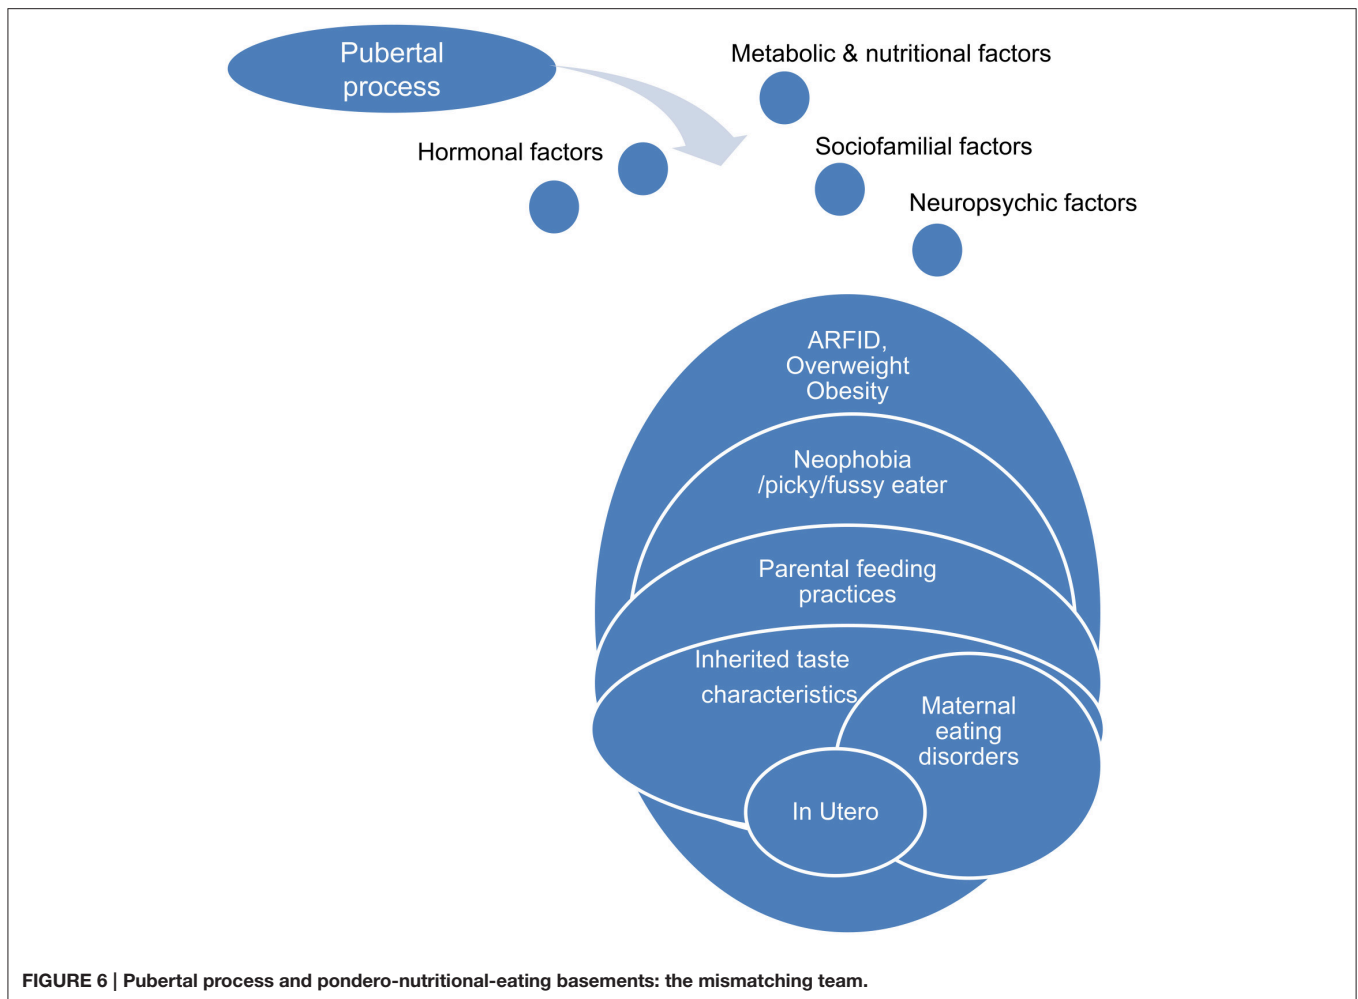 Pubertal
process
Metabolic & nutritional factors
Hormonal factors
Sociofamilial factors
Neuropsychic factors
ARFID,
Overweight
Obesity
Neophobia
/picky/fussy eater
Parental feeding
practices
Inherited taste
characteristics
Maternal
eating
disorders
In Utero
FIGURE 6 | Pubertal process and pondero-nutritional-eating basements: the mismatching team.